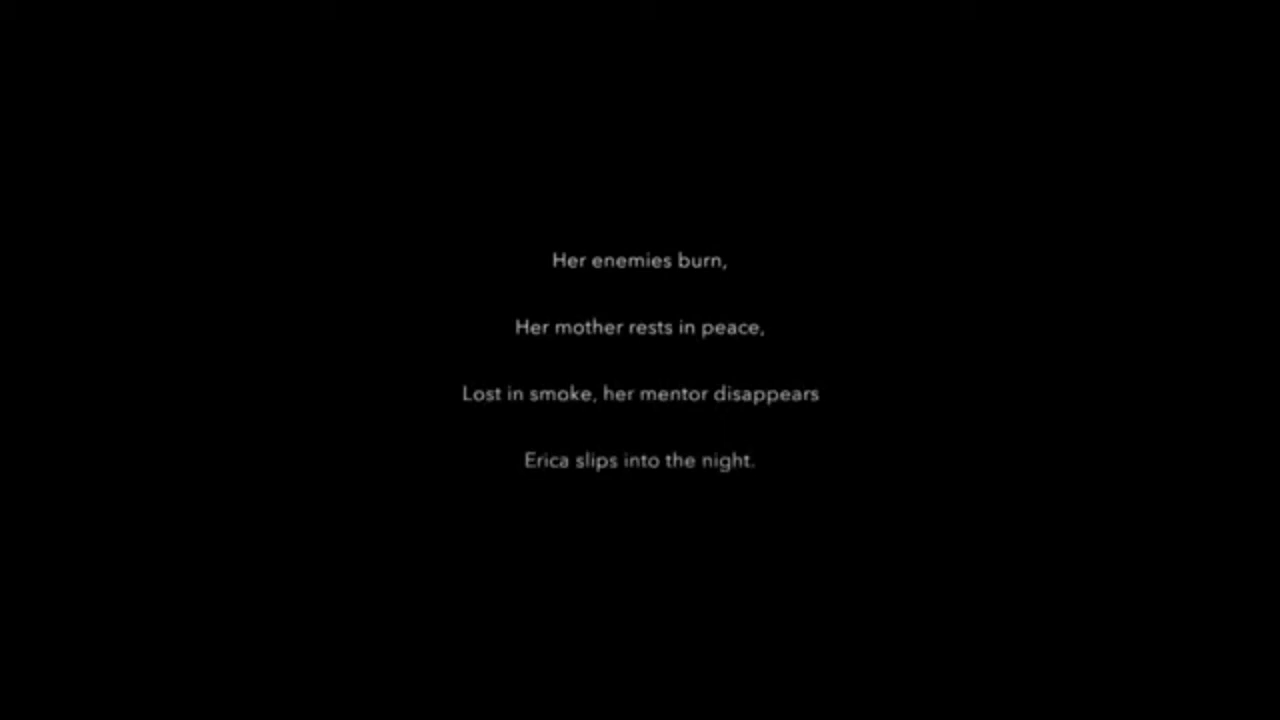 Her enemies burn,
Her mother rests in peace,
Lost in smoke, her mentor disappears
Erica slips into the night.